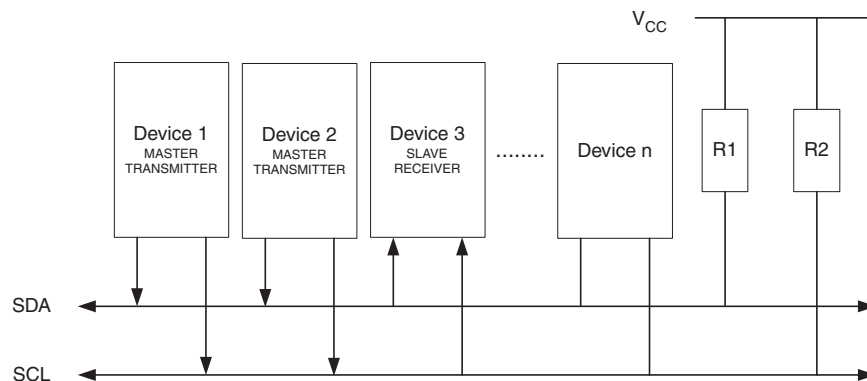 VCC
Device 1
MASTER
TRANSMITTER
Device 2
MASTER
TRANSMITTER
Device 3
SLAVE
RECEIVER
........
Device n
R1
R2
SDA
SCL